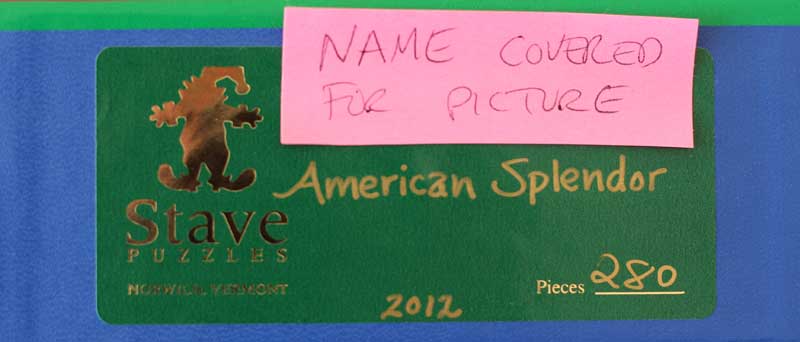 NAME COVERED
FOR PICTURE
American Splendor
Stave
PUZZLES
NORWICH, VERMONT
Pieces 280
2012